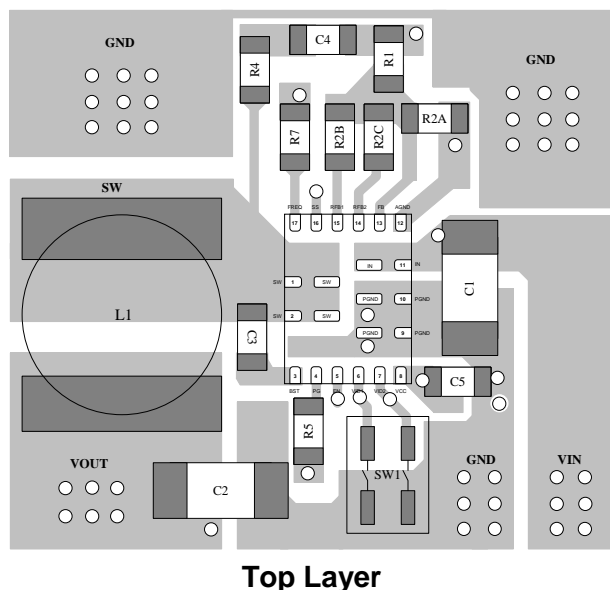 GND
C4
R4
R1
GND
R7
R2B
R2C
R2A
SW
FREQ SS RFB1 RFB2 FB AGND
17 16 15 14 13 12
IN 11 IN
SW 1 SW
PGND 10 PGND
C1
L1
SW 2 SW
PGND 9 PGND
C3
3 4 5 6 7 8
BST PG EN VID1 VID2 VCC
C5
R5
VOUT
GND
VIN
C2
SW1
Top Layer